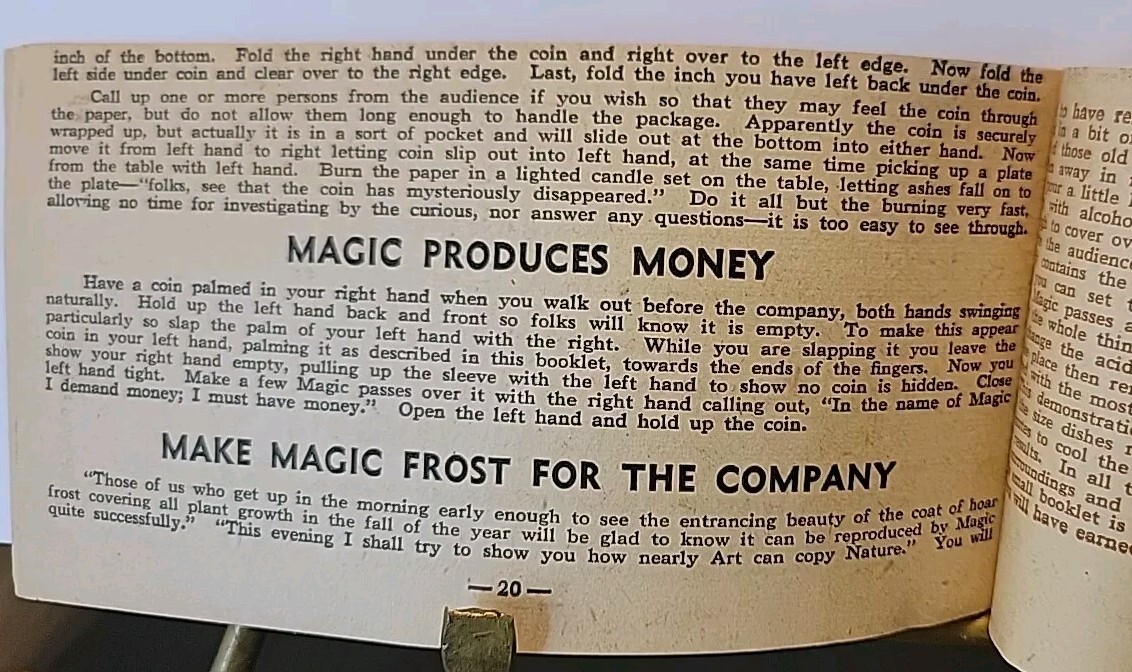 inch of the bottom. Fold the right hand under the coin and right over to the left edge. Now fold the
left side under coin and clear over to the right edge. Last, fold the inch you have left back under the coin.
Call up one or more persons from the audience if you wish so that they may feel the coin through
the paper, but do not allow them long enough to handle the package. Apparently the coin is securely
wrapped up, but actually it is in a sort of pocket and will slide out at the bottom into either hand. Now
move it from left hand to right letting coin slip out into left hand, at the same time picking up a plate
from the table with left hand. Burn the paper in a lighted candle set on the table, letting ashes fall on to
the plate—"folks, see that the coin has mysteriously disappeared." Do it all but the burning very fast,
allowing no time for investigating by the curious, nor answer any questions—it is too easy to see through.
MAGIC PRODUCES MONEY
Have a coin palmed in your right hand when you walk out before the company, both hands swinging
naturally. Hold up the left hand back and front so folks will know it is empty. To make this appear
particularly so slap the palm of your left hand with the right. While you are slapping it you leave the
coin in your left hand, palming it as described in this booklet, towards the ends of the fingers. Now you
show your right hand empty, pulling up the sleeve with the left hand to show no coin is hidden. Close
left hand tight. Make a few Magic passes over it with the right hand calling out, "In the name of Magic
I demand money; I must have money." Open the left hand and hold up the coin.
MAKE MAGIC FROST FOR THE COMPANY
"Those of us who get up in the morning early enough to see the entrancing beauty of the coat of hoar
frost covering all plant growth in the fall of the year will be glad to know it can be reproduced by Magic
quite successfully." "This evening I shall try to show you how nearly Art can copy Nature." You will
—20—
have re
in a bit
those old
away in
a little
with alcoho
to cover ov
the audience
contains the
you can set
Magic passes
whole thin
the acid
place then
with the most
demonstrati
size dishes
to cool the
In all
and
small booklet is
will have earne